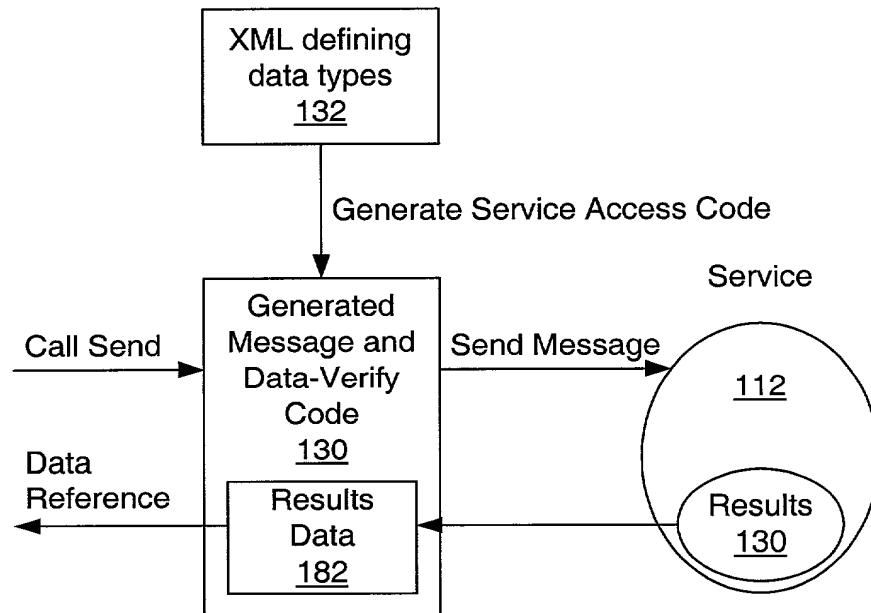 XML defining
data types
132
Generate Service Access Code
Service
Generated
Message and
Data-Verify
Code
130
Call Send
Send Message
112
Data
Reference
Results
Data
182
Results
130